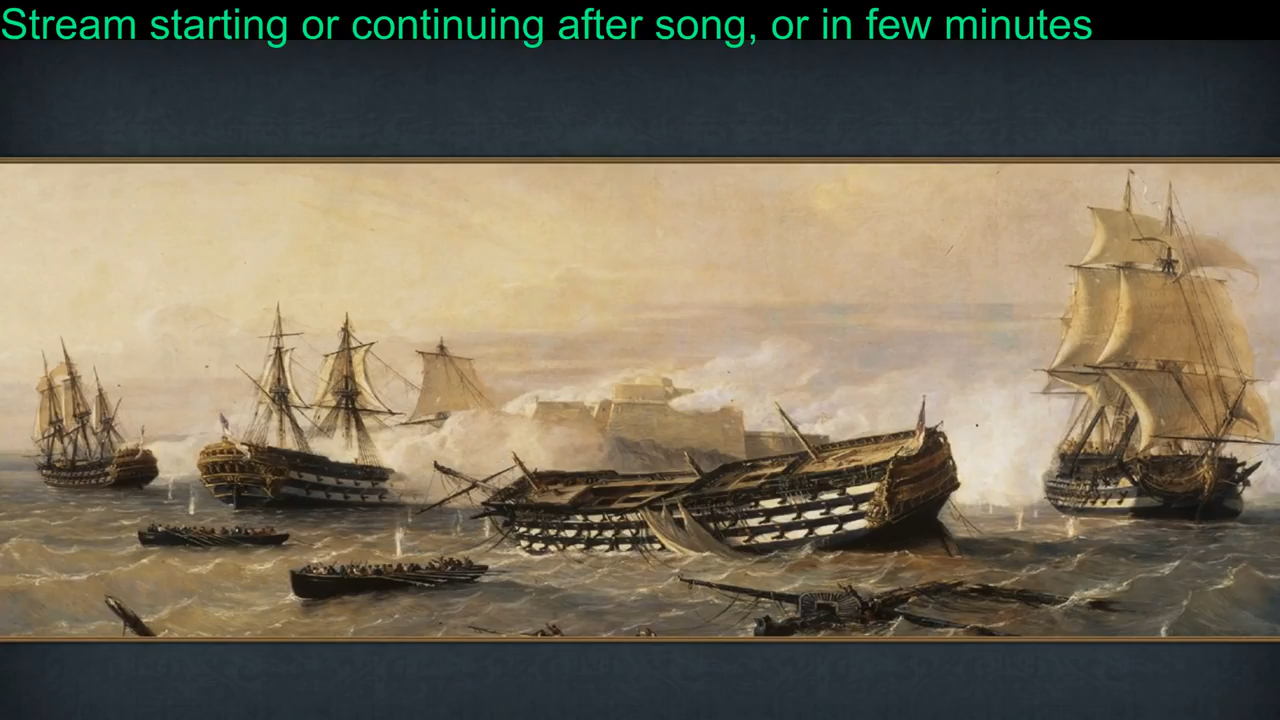 Stream starting or continuing after song, or in few minutes